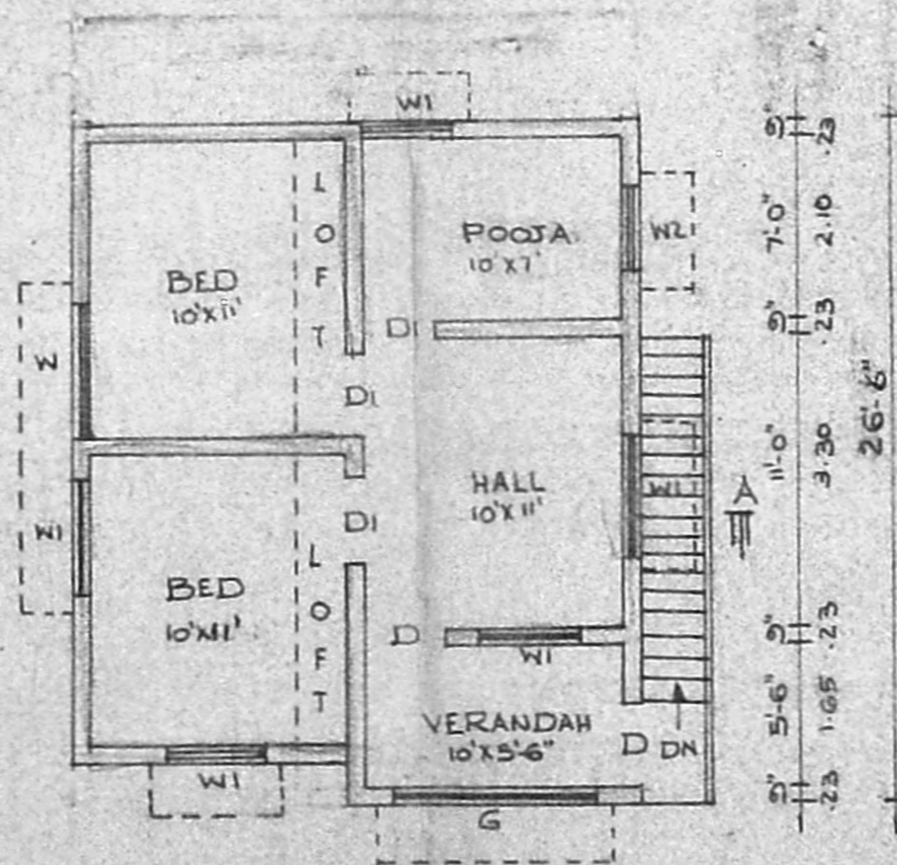 W1
L
O
F
T
POOJA
10'X7'
W2
BED
10'X11'
D1
W
D1
HALL
10'X11'
W1
A
W1
D1
BED
10'X11'
L
O
F
T
D
W1
VERANDAH
10'X5'-6"
D
DN
W1
G
9"
.23
7'-0"
2.10
9"
.23
11'-0"
3.30
9"
.23
5'-6"
1.65
9"
.23
26'-6"